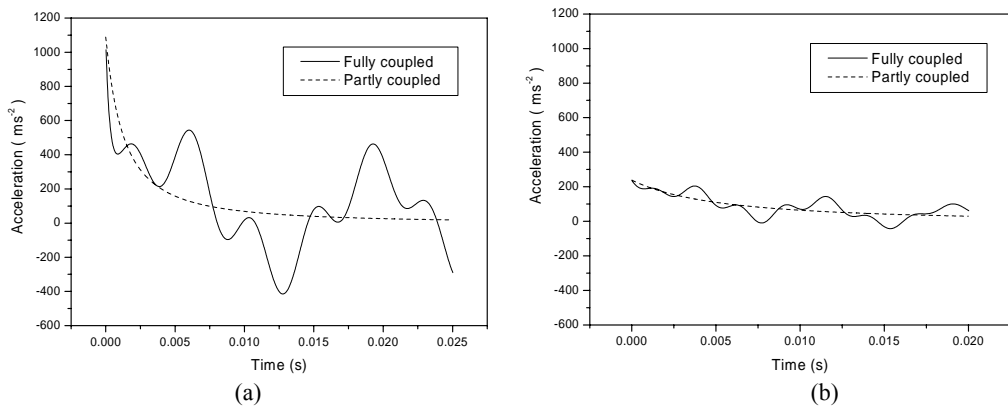 1200
1000
800
600
400
200
0
-200
-400
-600
Acceleration ( ms⁻²)
Fully coupled
Partly coupled
0.000 0.005 0.010 0.015 0.020 0.025
Time (s)
(a)
1200
1000
800
600
400
200
0
-200
-400
-600
Acceleration ( ms⁻²)
Fully coupled
Partly coupled
0.000 0.005 0.010 0.015 0.020
Time (s)
(b)